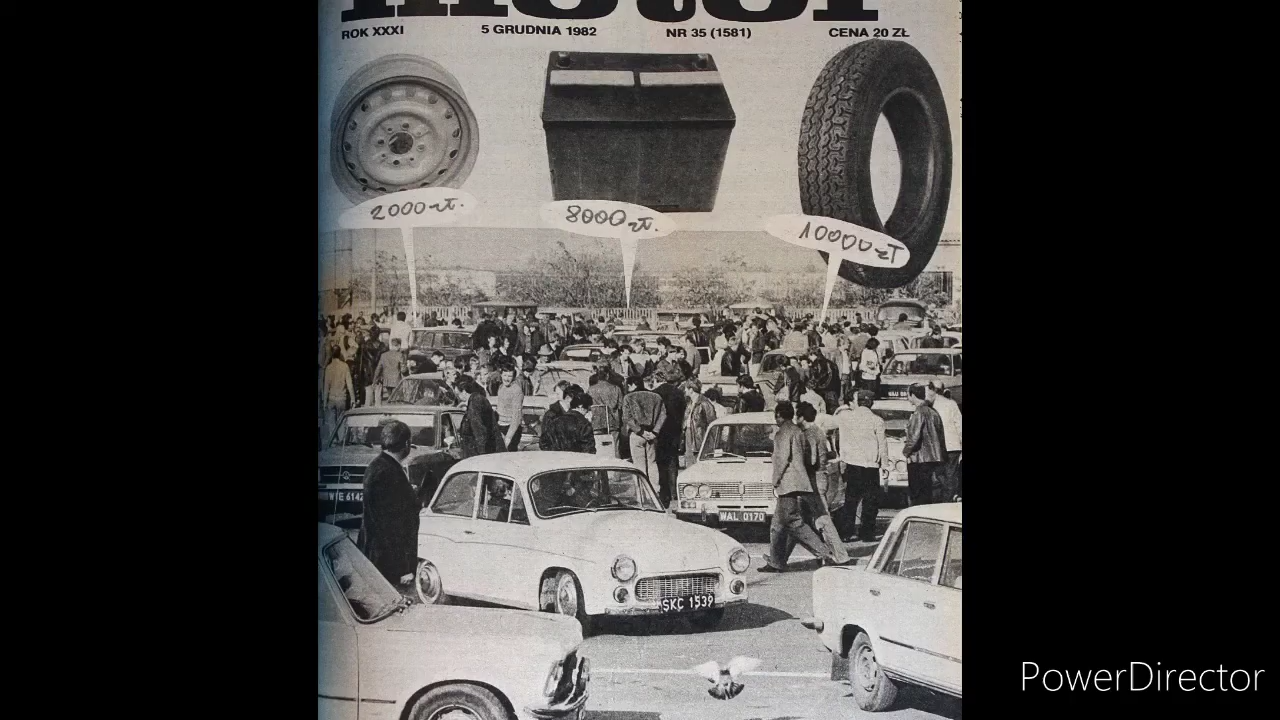 motor
ROK XXXI 5 GRUDNIA 1982 NR 35 (1581) CENA 20 ZŁ
2000 zł.
8000 zł.
10000 zł
WAL 0170
SKC 1539
PowerDirector